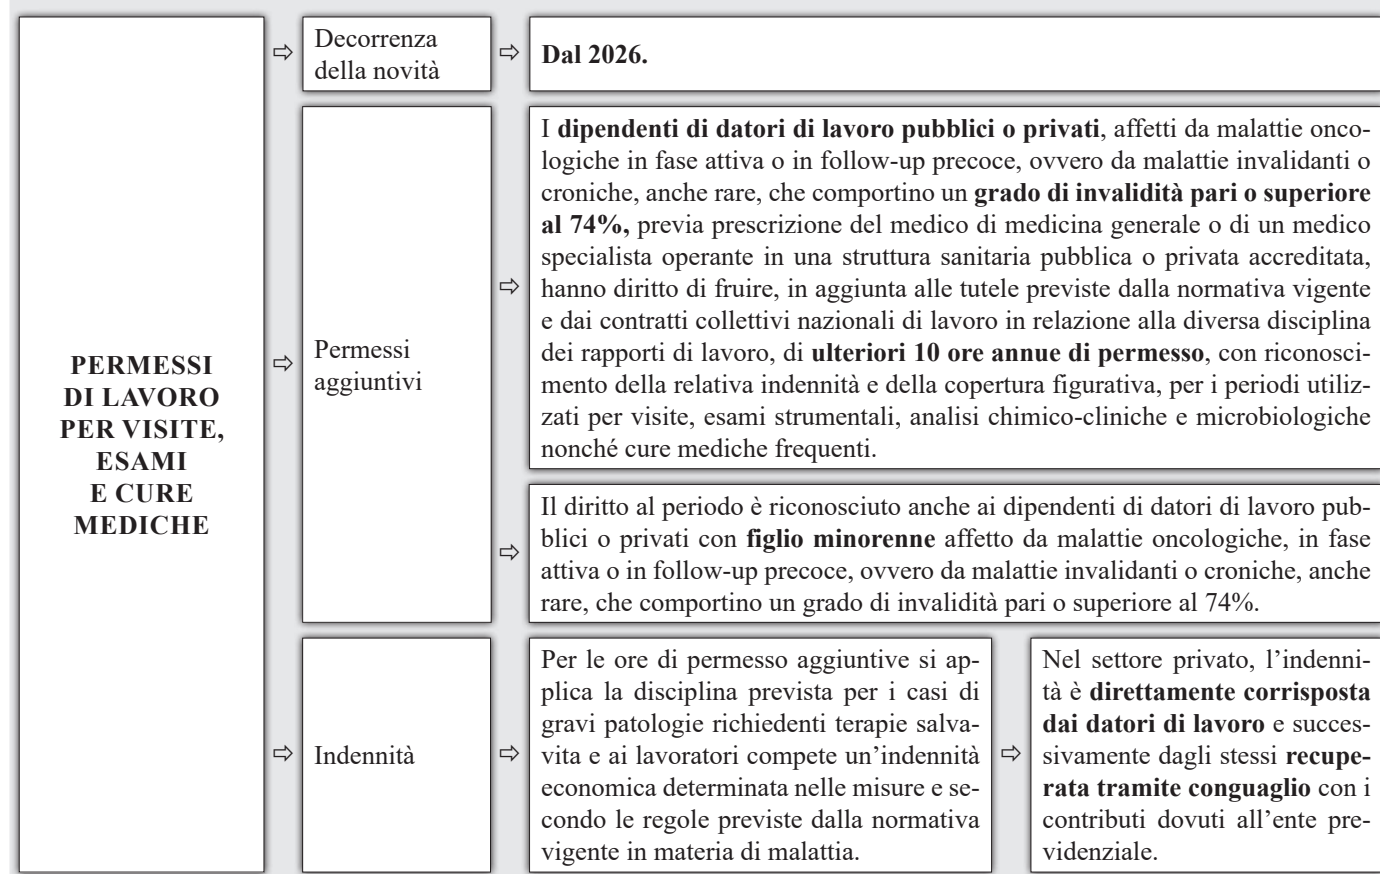 PERMESSI
DI LAVORO
PER VISITE,
ESAMI
E CURE
MEDICHE
⇨
Decorrenza
della novità
⇨
Dal 2026.
⇨
Permessi
aggiuntivi
⇨
I dipendenti di datori di lavoro pubblici o privati, affetti da malattie onco-
logiche in fase attiva o in follow-up precoce, ovvero da malattie invalidanti o
croniche, anche rare, che comportino un grado di invalidità pari o superiore
al 74%, previa prescrizione del medico di medicina generale o di un medico
specialista operante in una struttura sanitaria pubblica o privata accreditata,
hanno diritto di fruire, in aggiunta alle tutele previste dalla normativa vigente
e dai contratti collettivi nazionali di lavoro in relazione alla diversa disciplina
dei rapporti di lavoro, di ulteriori 10 ore annue di permesso, con riconosci-
mento della relativa indennità e della copertura figurativa, per i periodi utiliz-
zati per visite, esami strumentali, analisi chimico-cliniche e microbiologiche
nonché cure mediche frequenti.
⇨
Il diritto al periodo è riconosciuto anche ai dipendenti di datori di lavoro pub-
blici o privati con figlio minorenne affetto da malattie oncologiche, in fase
attiva o in follow-up precoce, ovvero da malattie invalidanti o croniche, anche
rare, che comportino un grado di invalidità pari o superiore al 74%.
⇨
Indennità
⇨
Per le ore di permesso aggiuntive si ap-
plica la disciplina prevista per i casi di
gravi patologie richiedenti terapie salva-
vita e ai lavoratori compete un’indennità
economica determinata nelle misure e se-
condo le regole previste dalla normativa
vigente in materia di malattia.
⇨
Nel settore privato, l’indenni-
tà è direttamente corrisposta
dai datori di lavoro e succes-
sivamente dagli stessi recupe-
rata tramite conguaglio con i
contributi dovuti all’ente pre-
videnziale.